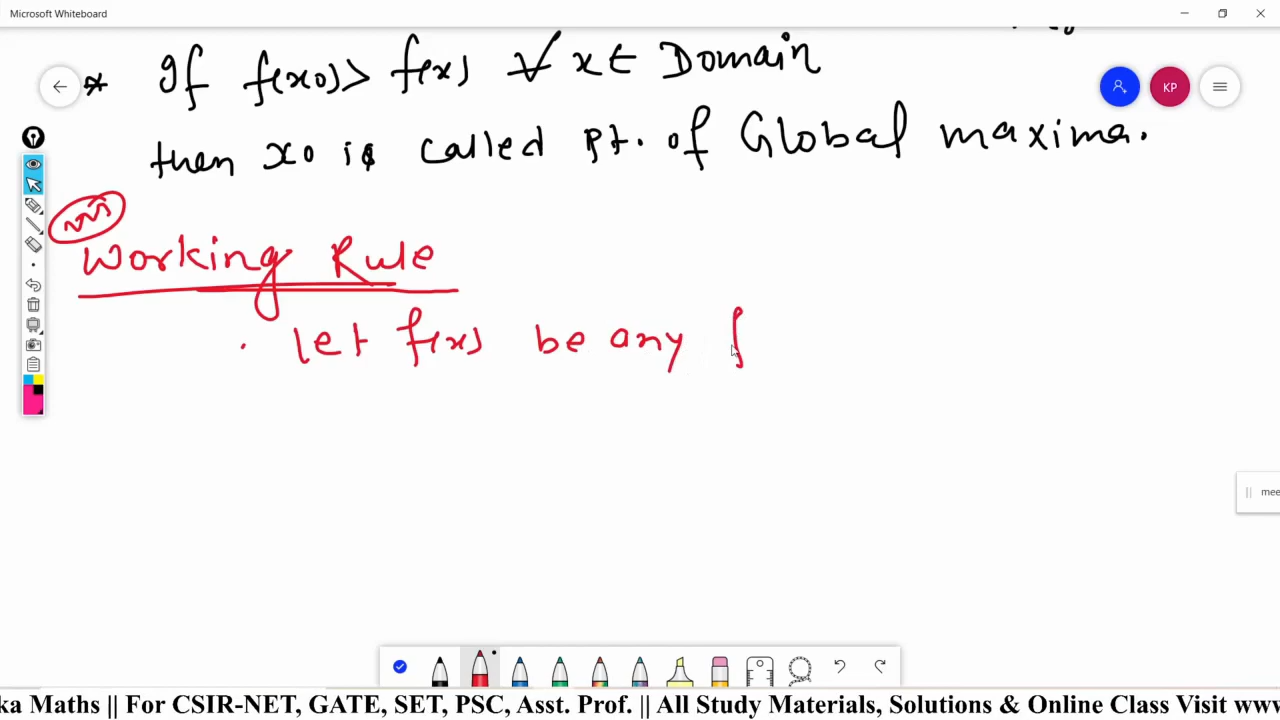 Microsoft Whiteboard
* If f(x0) > f(x) ∀ x ∈ Domain
then x0 is called Pt. of Global maxima.
KP
Working Rule
. let f(x) be any f
mee
ka Maths || For CSIR-NET, GATE, SET, PSC, Asst. Prof. || All Study Materials, Solutions & Online Class Visit www